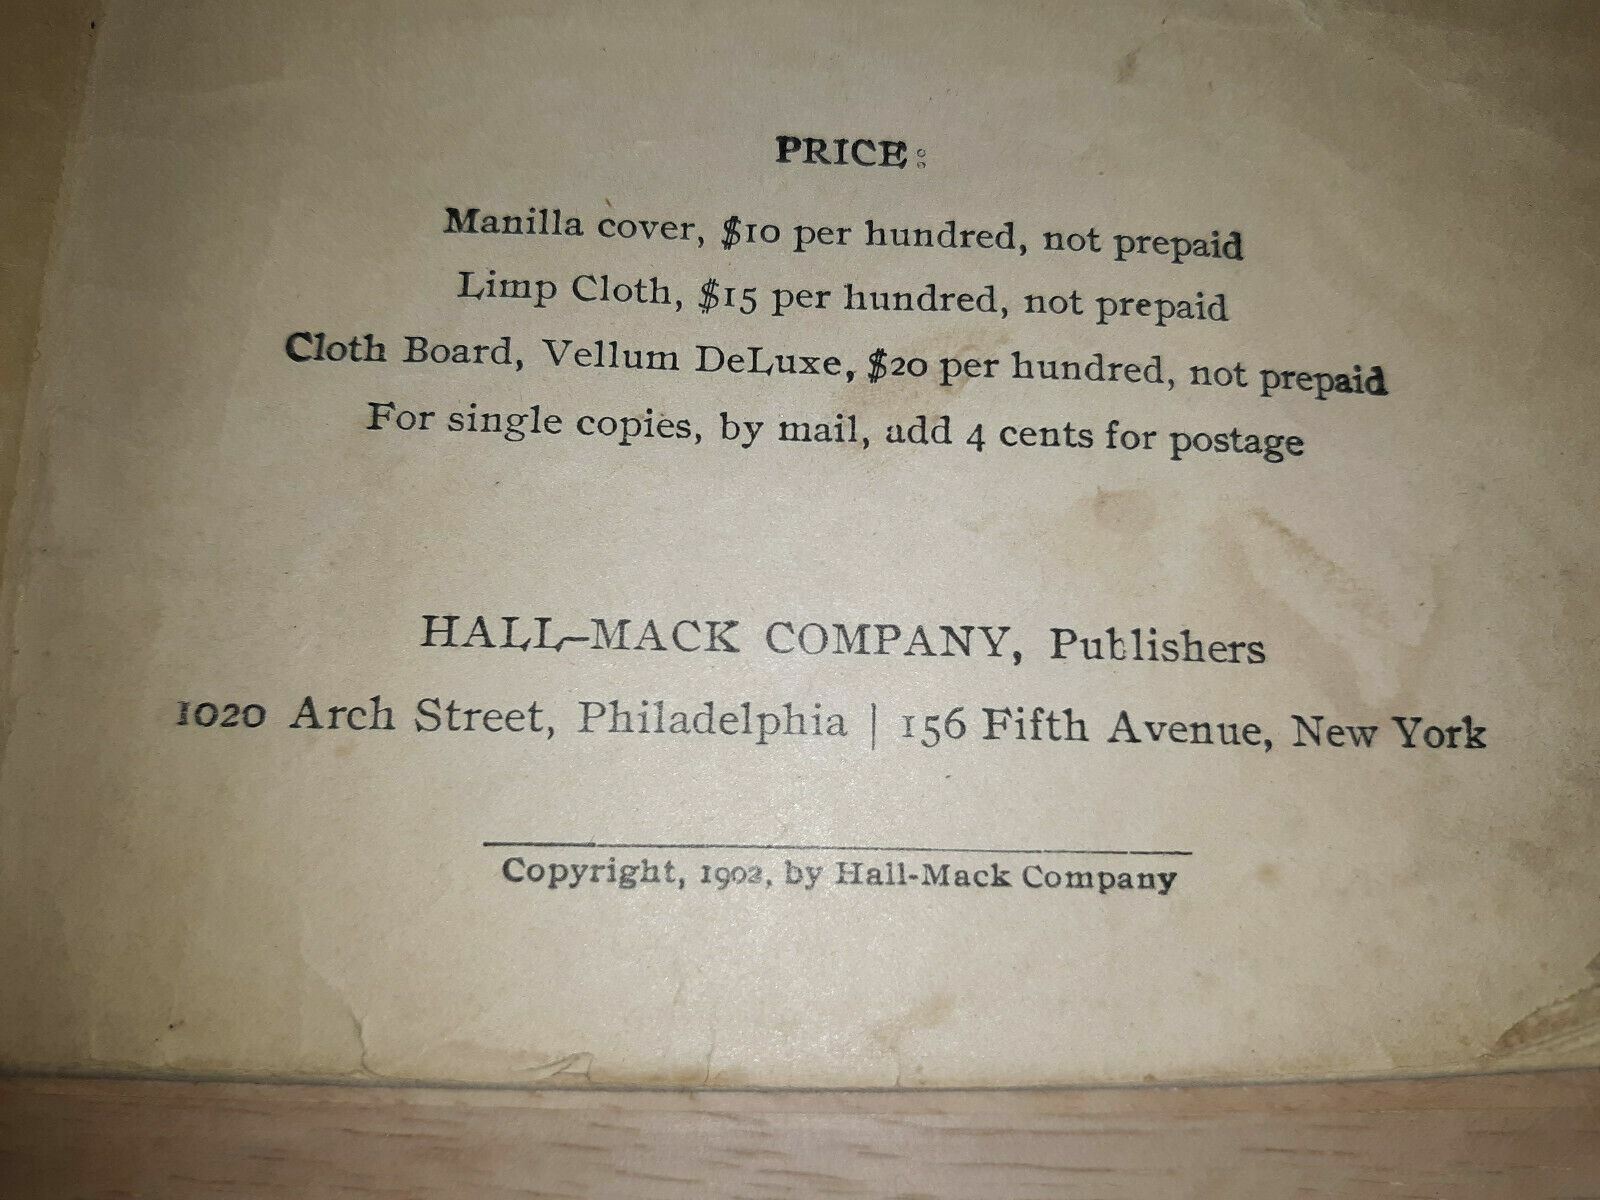 PRICE:
Manilla cover, $10 per hundred, not prepaid
Limp Cloth, $15 per hundred, not prepaid
Cloth Board, Vellum DeLuxe, $20 per hundred, not prepaid
For single copies, by mail, add 4 cents for postage
HALL-MACK COMPANY, Publishers
1020 Arch Street, Philadelphia | 156 Fifth Avenue, New York
Copyright, 1902, by Hall-Mack Company